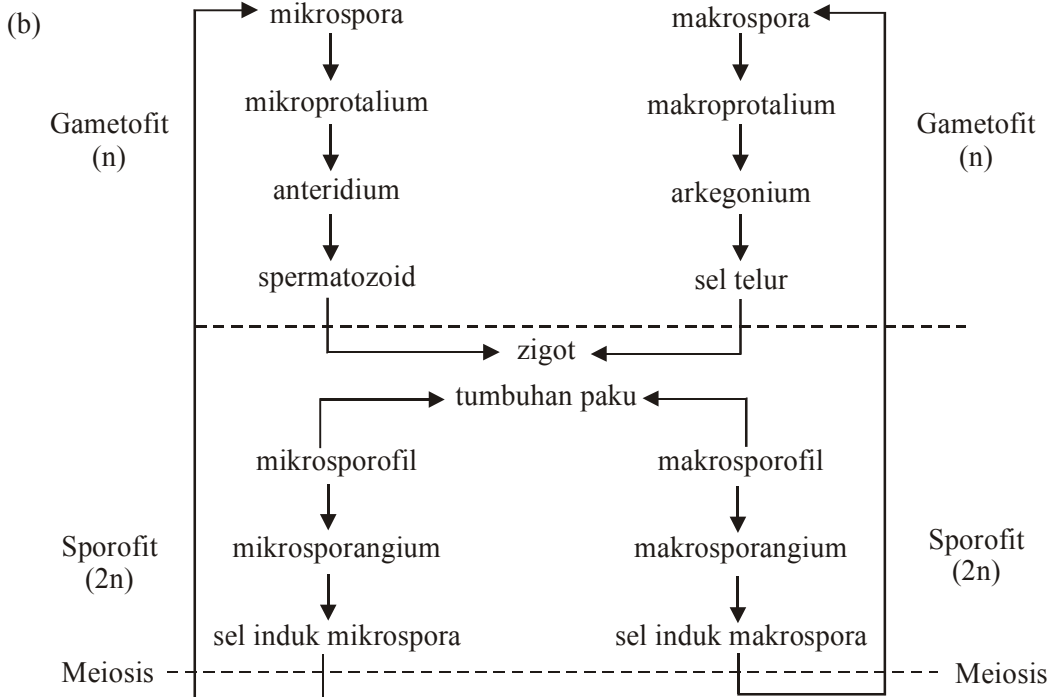 (b)
mikrospora
makrospora
mikroprotalium
makroprotalium
Gametofit
(n)
Gametofit
(n)
anteridium
arkegonium
spermatozoid
sel telur
zigot
tumbuhan paku
mikrosporofil
makrosporofil
Sporofit
(2n)
mikrosporangium
makrosporangium
Sporofit
(2n)
sel induk mikrospora
sel induk makrospora
Meiosis
Meiosis